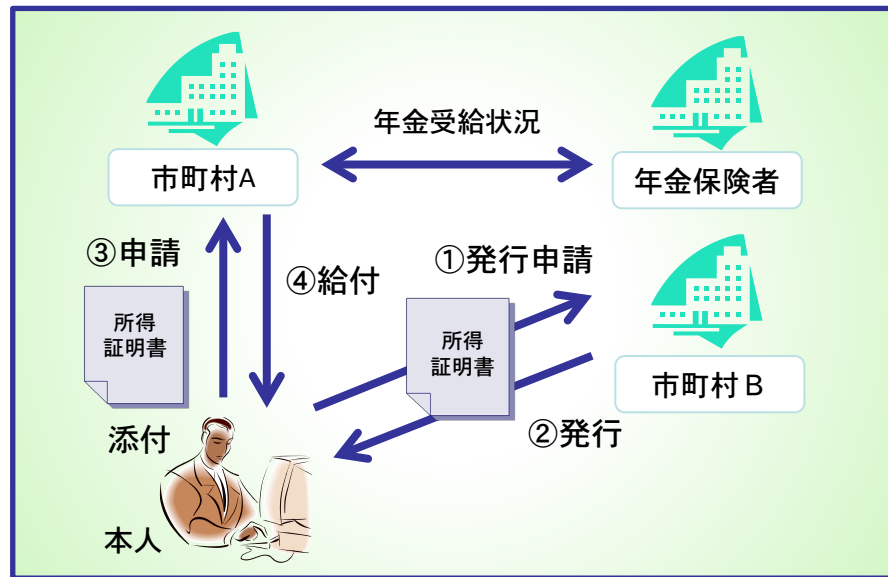 年金受給状況
市町村A
年金保険者
③申請
①発行申請
④給付
所得
証明書
所得
証明書
市町村B
②発行
添付
本人